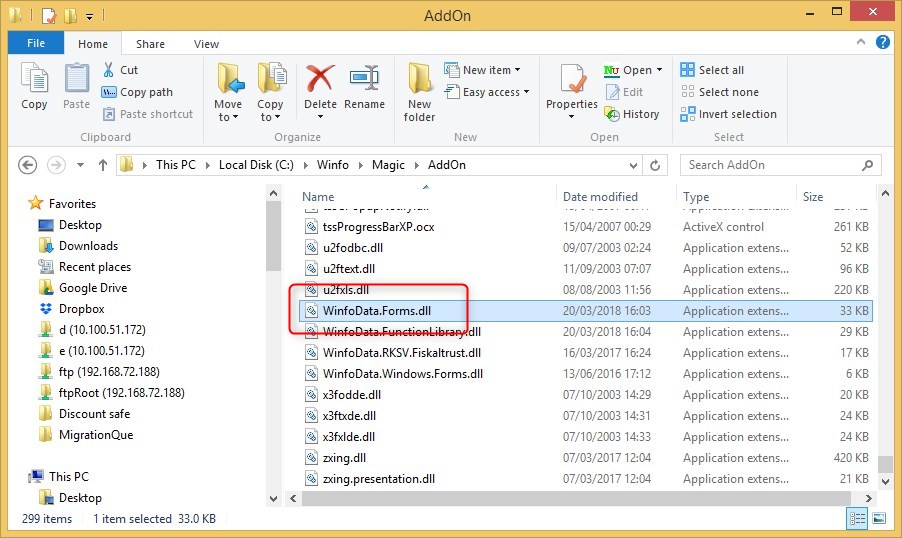 AddOn
File Home Share View
Copy Paste Cut Copy path Paste shortcut Move to Copy to Delete Rename New folder New item Easy access Properties Open Edit History Select all Select none Invert selection
Clipboard Organize New Open Select
This PC Local Disk (C:) Winfo Magic AddOn Search AddOn
Name Date modified Type Size
Favorites
Desktop
Downloads
Recent places
Google Drive
Dropbox
d (10.100.51.172)
e (10.100.51.172)
ftp (192.168.72.188)
ftpRoot (192.168.72.188)
Discount safe
MigrationQue
This PC
Desktop
tssProgressBarXP.ocx 15/04/2007 00:29 ActiveX control 261 KB
u2fodbc.dll 09/07/2003 02:24 Application extens... 52 KB
u2ftext.dll 11/09/2003 07:07 Application extens... 96 KB
u2fxls.dll 08/08/2003 11:56 Application extens... 220 KB
WinfoData.Forms.dll 20/03/2018 16:03 Application extens... 33 KB
WinfoData.FunctionLibrary.dll 20/03/2018 16:04 Application extens... 29 KB
WinfoData.RKSV.Fiskaltrust.dll 16/03/2017 16:24 Application extens... 17 KB
WinfoData.Windows.Forms.dll 13/06/2016 17:12 Application extens... 6 KB
x3fodde.dll 07/10/2003 14:29 Application extens... 20 KB
x3ftxde.dll 07/10/2003 14:31 Application extens... 24 KB
x3fxlde.dll 07/10/2003 14:33 Application extens... 24 KB
zxing.dll 07/03/2017 12:04 Application extens... 420 KB
zxing.presentation.dll 07/03/2017 12:04 Application extens... 21 KB
299 items 1 item selected 33.0 KB